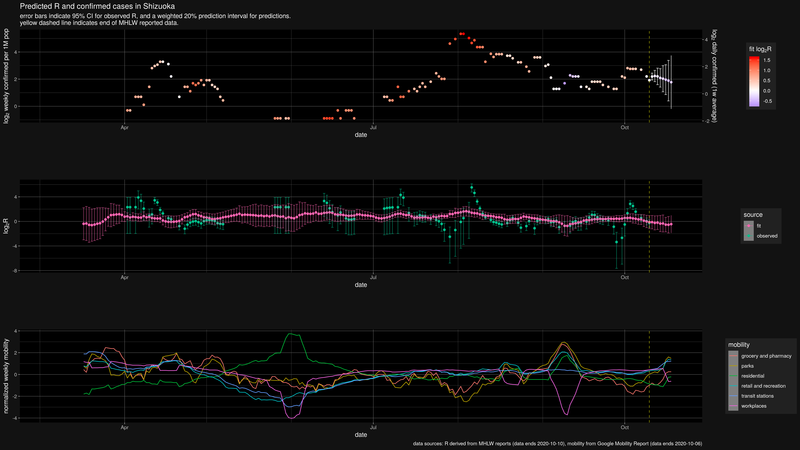 Predicted R and confirmed cases in Shizuoka
error bars indicate 95% CI for observed R, and a weighted 20% prediction interval for predictions.
yellow dashed line indicates end of MHLW reported data.
log₂ weekly confirmed per 1M pop
4
2
0
4
2
0
-2
log₂ daily confirmed (1w average)
Apr
Jul
Oct
date
fit log₂R
1.5
1.0
0.5
0.0
-0.5
log₂R
4
0
-4
-8
Apr
Jul
Oct
date
source
fit
observed
normalised weekly mobility
4
2
0
-2
-4
Apr
Jul
Oct
date
mobility
grocery and pharmacy
parks
residential
retail and recreation
transit stations
workplaces
data sources: R derived from MHLW reports (data ends 2020-10-10), mobility from Google Mobility Report (data ends 2020-10-06)